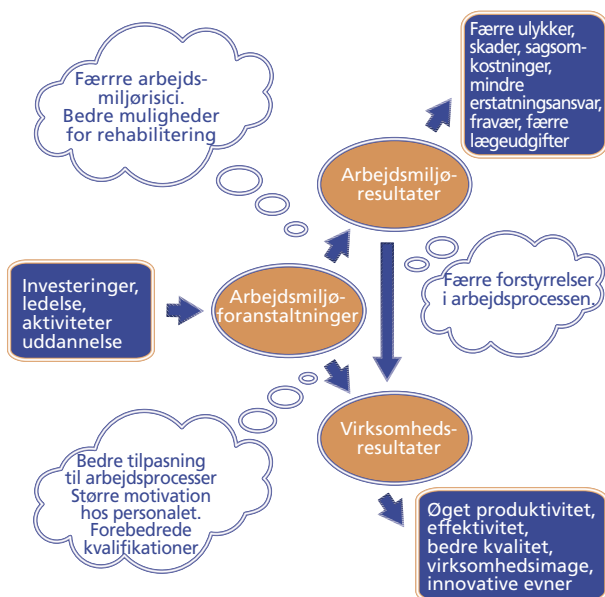 Færrre arbejds-
miljørisici.
Bedre muligheder
for rehabilitering
Færre ulykker,
skader, sagsom-
kostninger,
mindre
erstatningsansvar,
fravær, færre
lægeudgifter
Arbejdsmiljø-
resultater
Investeringer,
ledelse,
aktiviteter
uddannelse
Arbejdsmiljø-
foranstaltninger
Færre forstyrrelser
i arbejdsprocessen.
Virksomheds-
resultater
Bedre tilpasning
til arbejdsprocesser
Større motivation
hos personalet.
Forebedrede
kvalifikationer
Øget produktivitet,
effektivitet,
bedre kvalitet,
virksomhedsimage,
innovative evner